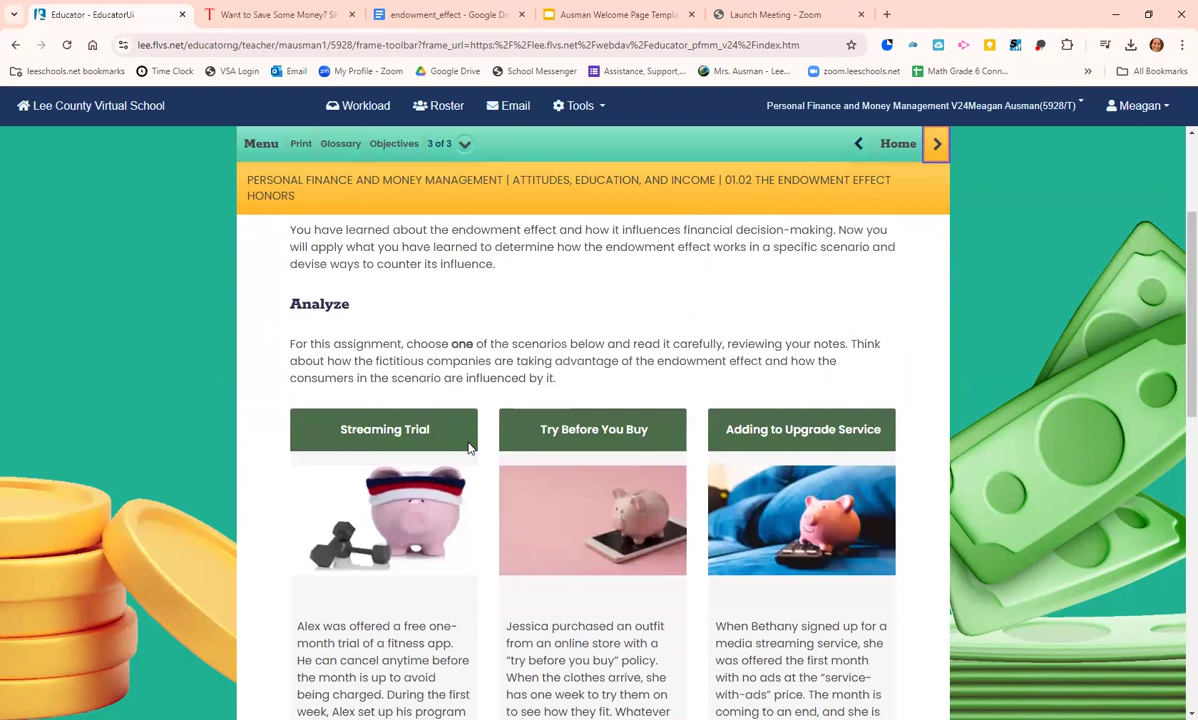 Educator - EducatorUi
Want to Save Some Money? Sh
endowment_effect - Google Do
Ausman Welcome Page Templa
Launch Meeting - Zoom
lee.flvs.net/educatorng/teacher/mausman1/5928/frame-toolbar?frame_url=https:%2F%2Flee.flvs.net%2Fwebdav%2Feducator_pfmm_v24%2Findex.htm
leeschools.net bookmarks
Time Clock
VSA Login
Email
My Profile - Zoom
Google Drive
School Messenger
Assistance, Support,...
Mrs. Ausman - Lee...
zoom.leeschools.net
Math Grade 6 Conn...
»
All Bookmarks
Lee County Virtual School
Workload
Roster
Email
Tools
Personal Finance and Money Management V24Meagan Ausman(5928/T)
Meagan
Menu Print Glossary Objectives 3 of 3
Home
PERSONAL FINANCE AND MONEY MANAGEMENT | ATTITUDES, EDUCATION, AND INCOME | 01.02 THE ENDOWMENT EFFECT
HONORS
You have learned about the endowment effect and how it influences financial decision-making. Now you
will apply what you have learned to determine how the endowment effect works in a specific scenario and
devise ways to counter its influence.
Analyze
For this assignment, choose one of the scenarios below and read it carefully, reviewing your notes. Think
about how the fictitious companies are taking advantage of the endowment effect and how the
consumers in the scenario are influenced by it.
Streaming Trial
Try Before You Buy
Adding to Upgrade Service
Alex was offered a free one-
month trial of a fitness app.
He can cancel anytime before
the month is up to avoid
being charged. During the first
week, Alex set up his program
Jessica purchased an outfit
from an online store with a
"try before you buy" policy.
When the clothes arrive, she
has one week to try them on
to see how they fit. Whatever
When Bethany signed up for a
media streaming service, she
was offered the first month
with no ads at the "service-
with-ads" price. The month is
coming to an end, and she is